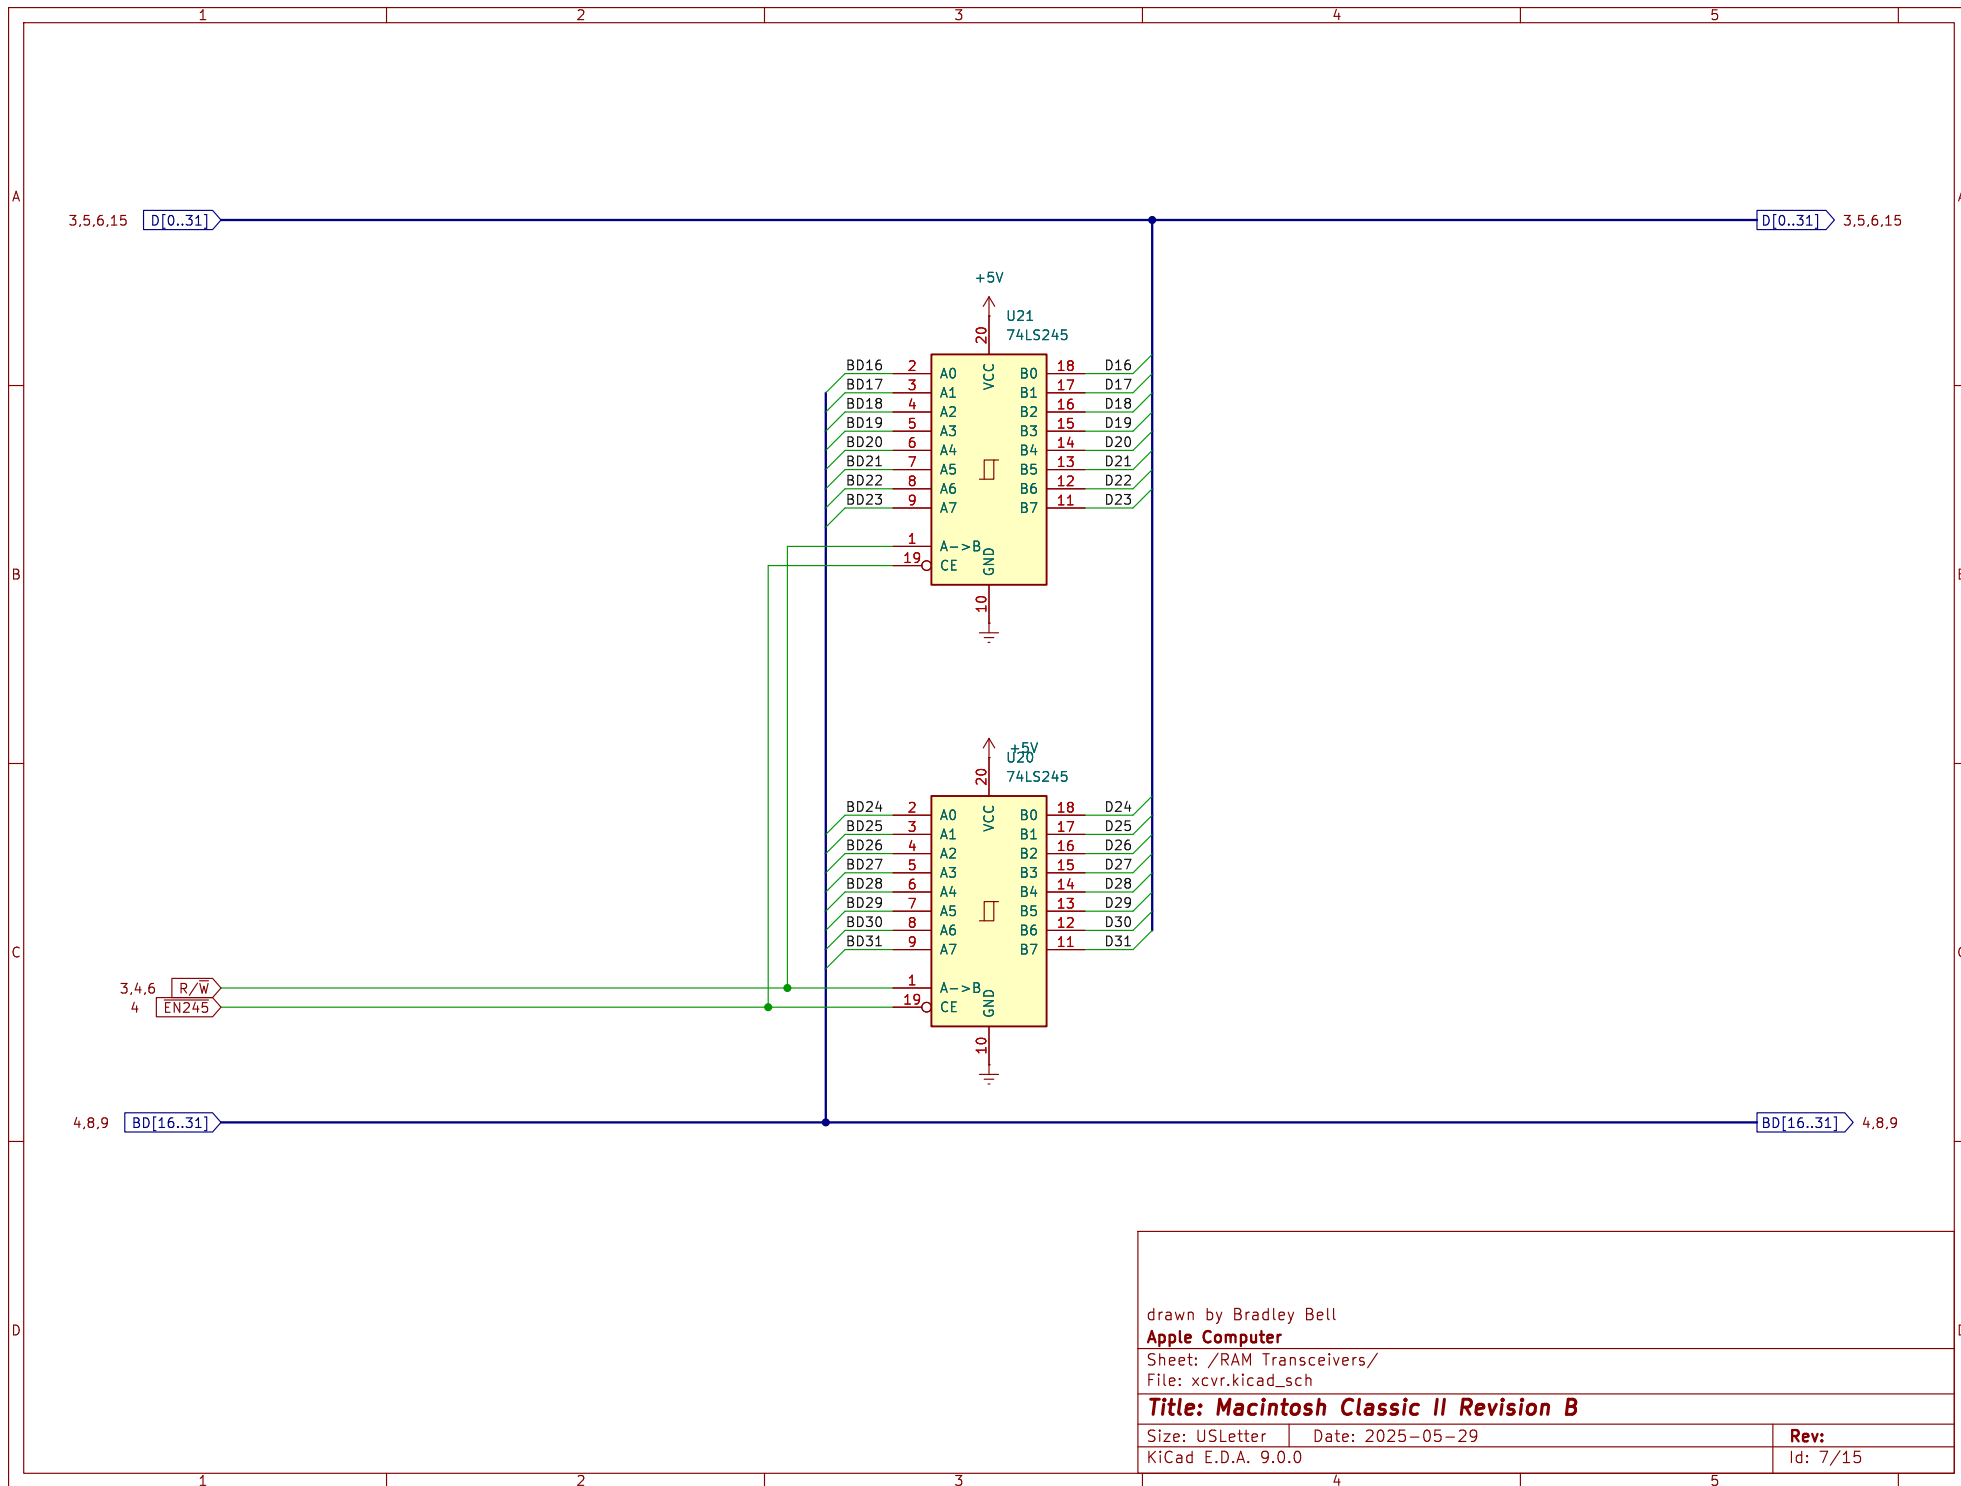 1 2 3 4 5
A
3,5,6,15 D[0..31] D[0..31] 3,5,6,15
+5V
U21
74LS245
20
VCC
BD16 2 A0 B0 18 D16
BD17 3 A1 B1 17 D17
BD18 4 A2 B2 16 D18
BD19 5 A3 B3 15 D19
BD20 6 A4 B4 14 D20
BD21 7 A5 B5 13 D21
BD22 8 A6 B6 12 D22
BD23 9 A7 B7 11 D23
1 A->B
19 CE
GND
10
B
+5V
U20
74LS245
20
VCC
BD24 2 A0 B0 18 D24
BD25 3 A1 B1 17 D25
BD26 4 A2 B2 16 D26
BD27 5 A3 B3 15 D27
BD28 6 A4 B4 14 D28
BD29 7 A5 B5 13 D29
BD30 8 A6 B6 12 D30
BD31 9 A7 B7 11 D31
C
3,4,6 R/W̅ 1 A->B
4 E̅N̅2̅4̅5̅ 19 CE
GND
10
4,8,9 BD[16..31] BD[16..31] 4,8,9
D
drawn by Bradley Bell
Apple Computer
Sheet: /RAM Transceivers/
File: xcvr.kicad_sch
Title: Macintosh Classic II Revision B
Size: USLetter Date: 2025-05-29 Rev:
KiCad E.D.A. 9.0.0 Id: 7/15
1 2 3 4 5